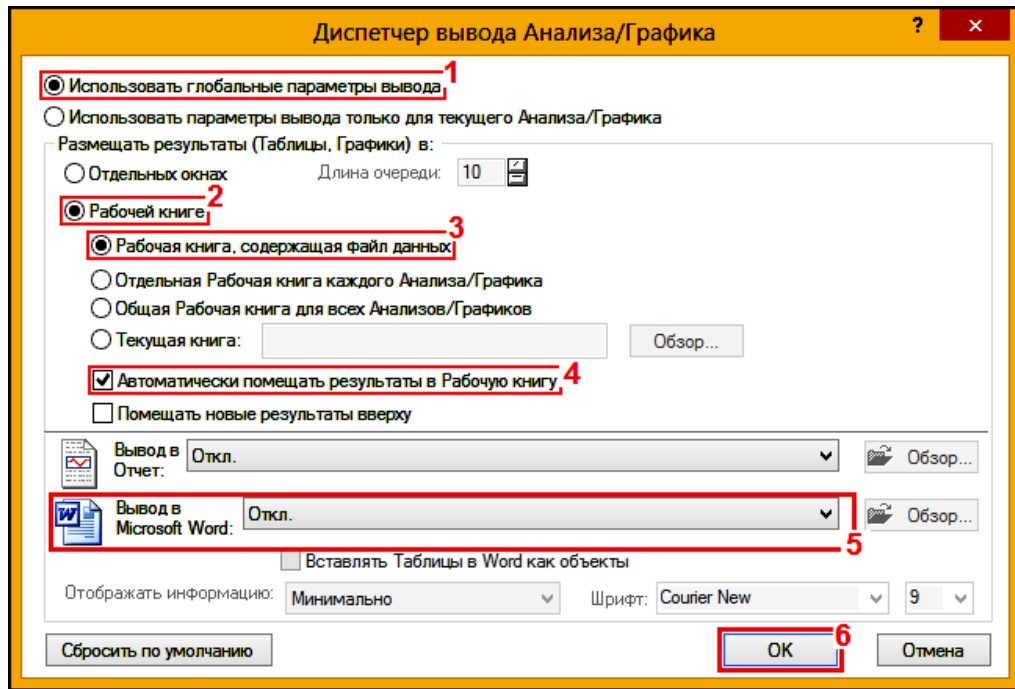 Диспетчер вывода Анализа/Графика ? ×
Использовать глобальные параметры вывода 1
Использовать параметры вывода только для текущего Анализа/Графика
Размещать результаты (Таблицы, Графики) в:
Отдельных окнах Длина очереди: 10
Рабочей книге 2
Рабочая книга, содержащая файл данных 3
Отдельная Рабочая книга каждого Анализа/Графика
Общая Рабочая книга для всех Анализов/Графиков
Текущая книга: Обзор...
Автоматически помещать результаты в Рабочую книгу 4
Помещать новые результаты вверху
Вывод в
Отчет: Откл. Обзор...
Вывод в
Microsoft Word: Откл. Обзор...
5
Вставлять Таблицы в Word как объекты
Отображать информацию: Минимально Шрифт: Courier New 9
Сбросить по умолчанию OK 6 Отмена